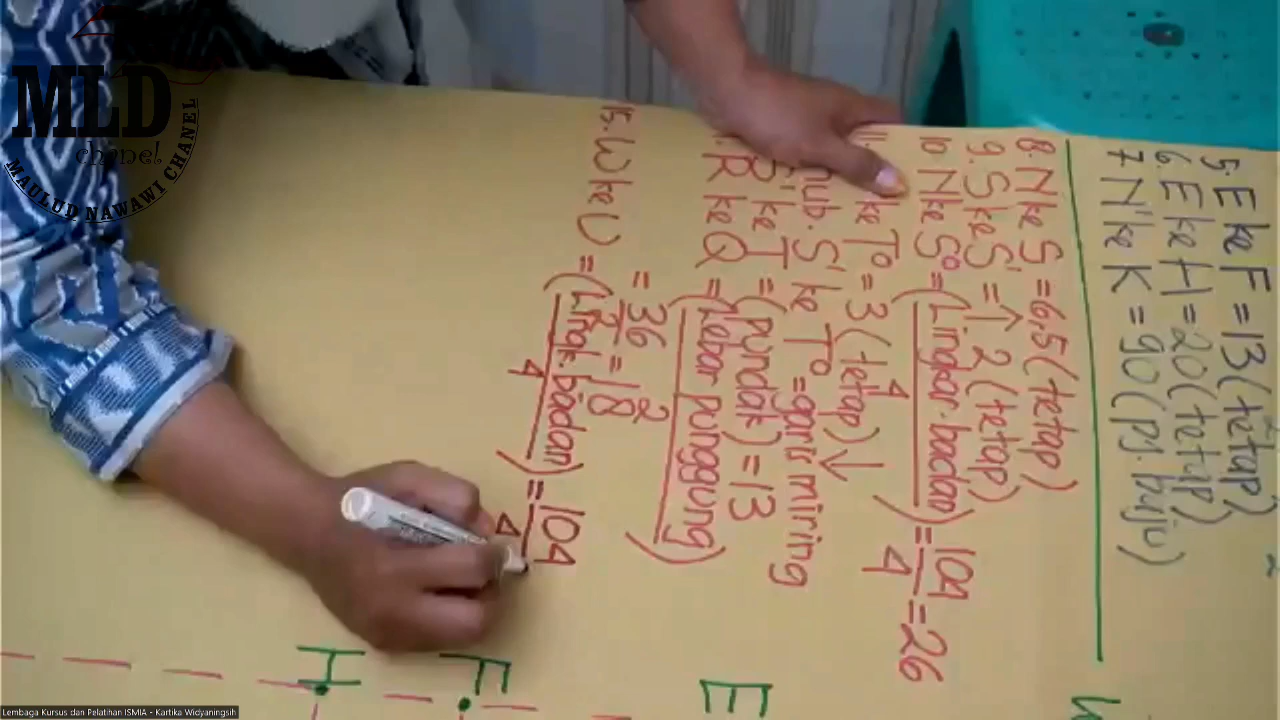 MLD
chanel
MAULUD NAWAWI CHANEL
5. E ke F = 13 (tetap)
6. E ke H = 20 (tetap)
7. N' ke K = 90 (pj. baju)
8. N ke S = 6,5 (tetap)
9. S ke S' = ↑ 2 (tetap)
10. N ke S° = (Lingkar badan / 4) = 104 / 4 = 26
11. ke T° = 3 (tetap) ↓
hub. S' ke T° = garis miring
S' ke T = (pundak) = 13
R ke Q = (Lebar punggung / 2)
= 36 / 2 = 18
15. W ke U = (Lingk. badan / 4) = 104 / 4
E
F
H
Lembaga Kursus dan Pelatihan ISMIA - Kartika Widyaningsih